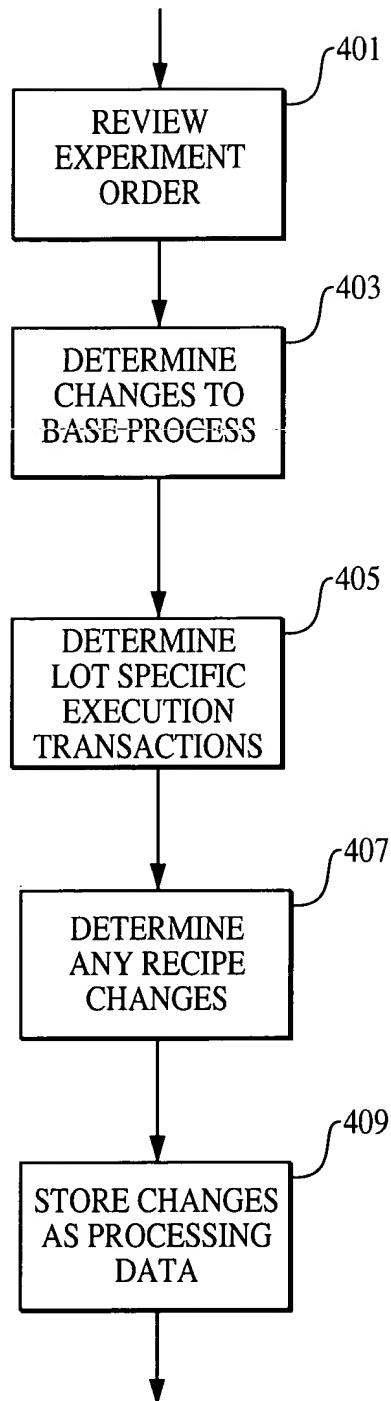 401
REVIEW
EXPERIMENT
ORDER
403
DETERMINE
CHANGES TO
BASE PROCESS
405
DETERMINE
LOT SPECIFIC
EXECUTION
TRANSACTIONS
407
DETERMINE
ANY RECIPE
CHANGES
409
STORE CHANGES
AS PROCESSING
DATA